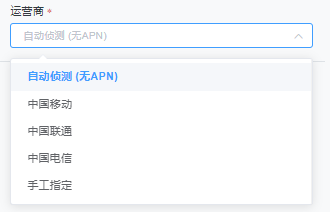 运营商 *
自动侦测 (无APN)
自动侦测 (无APN)
中国移动
中国联通
中国电信
手工指定